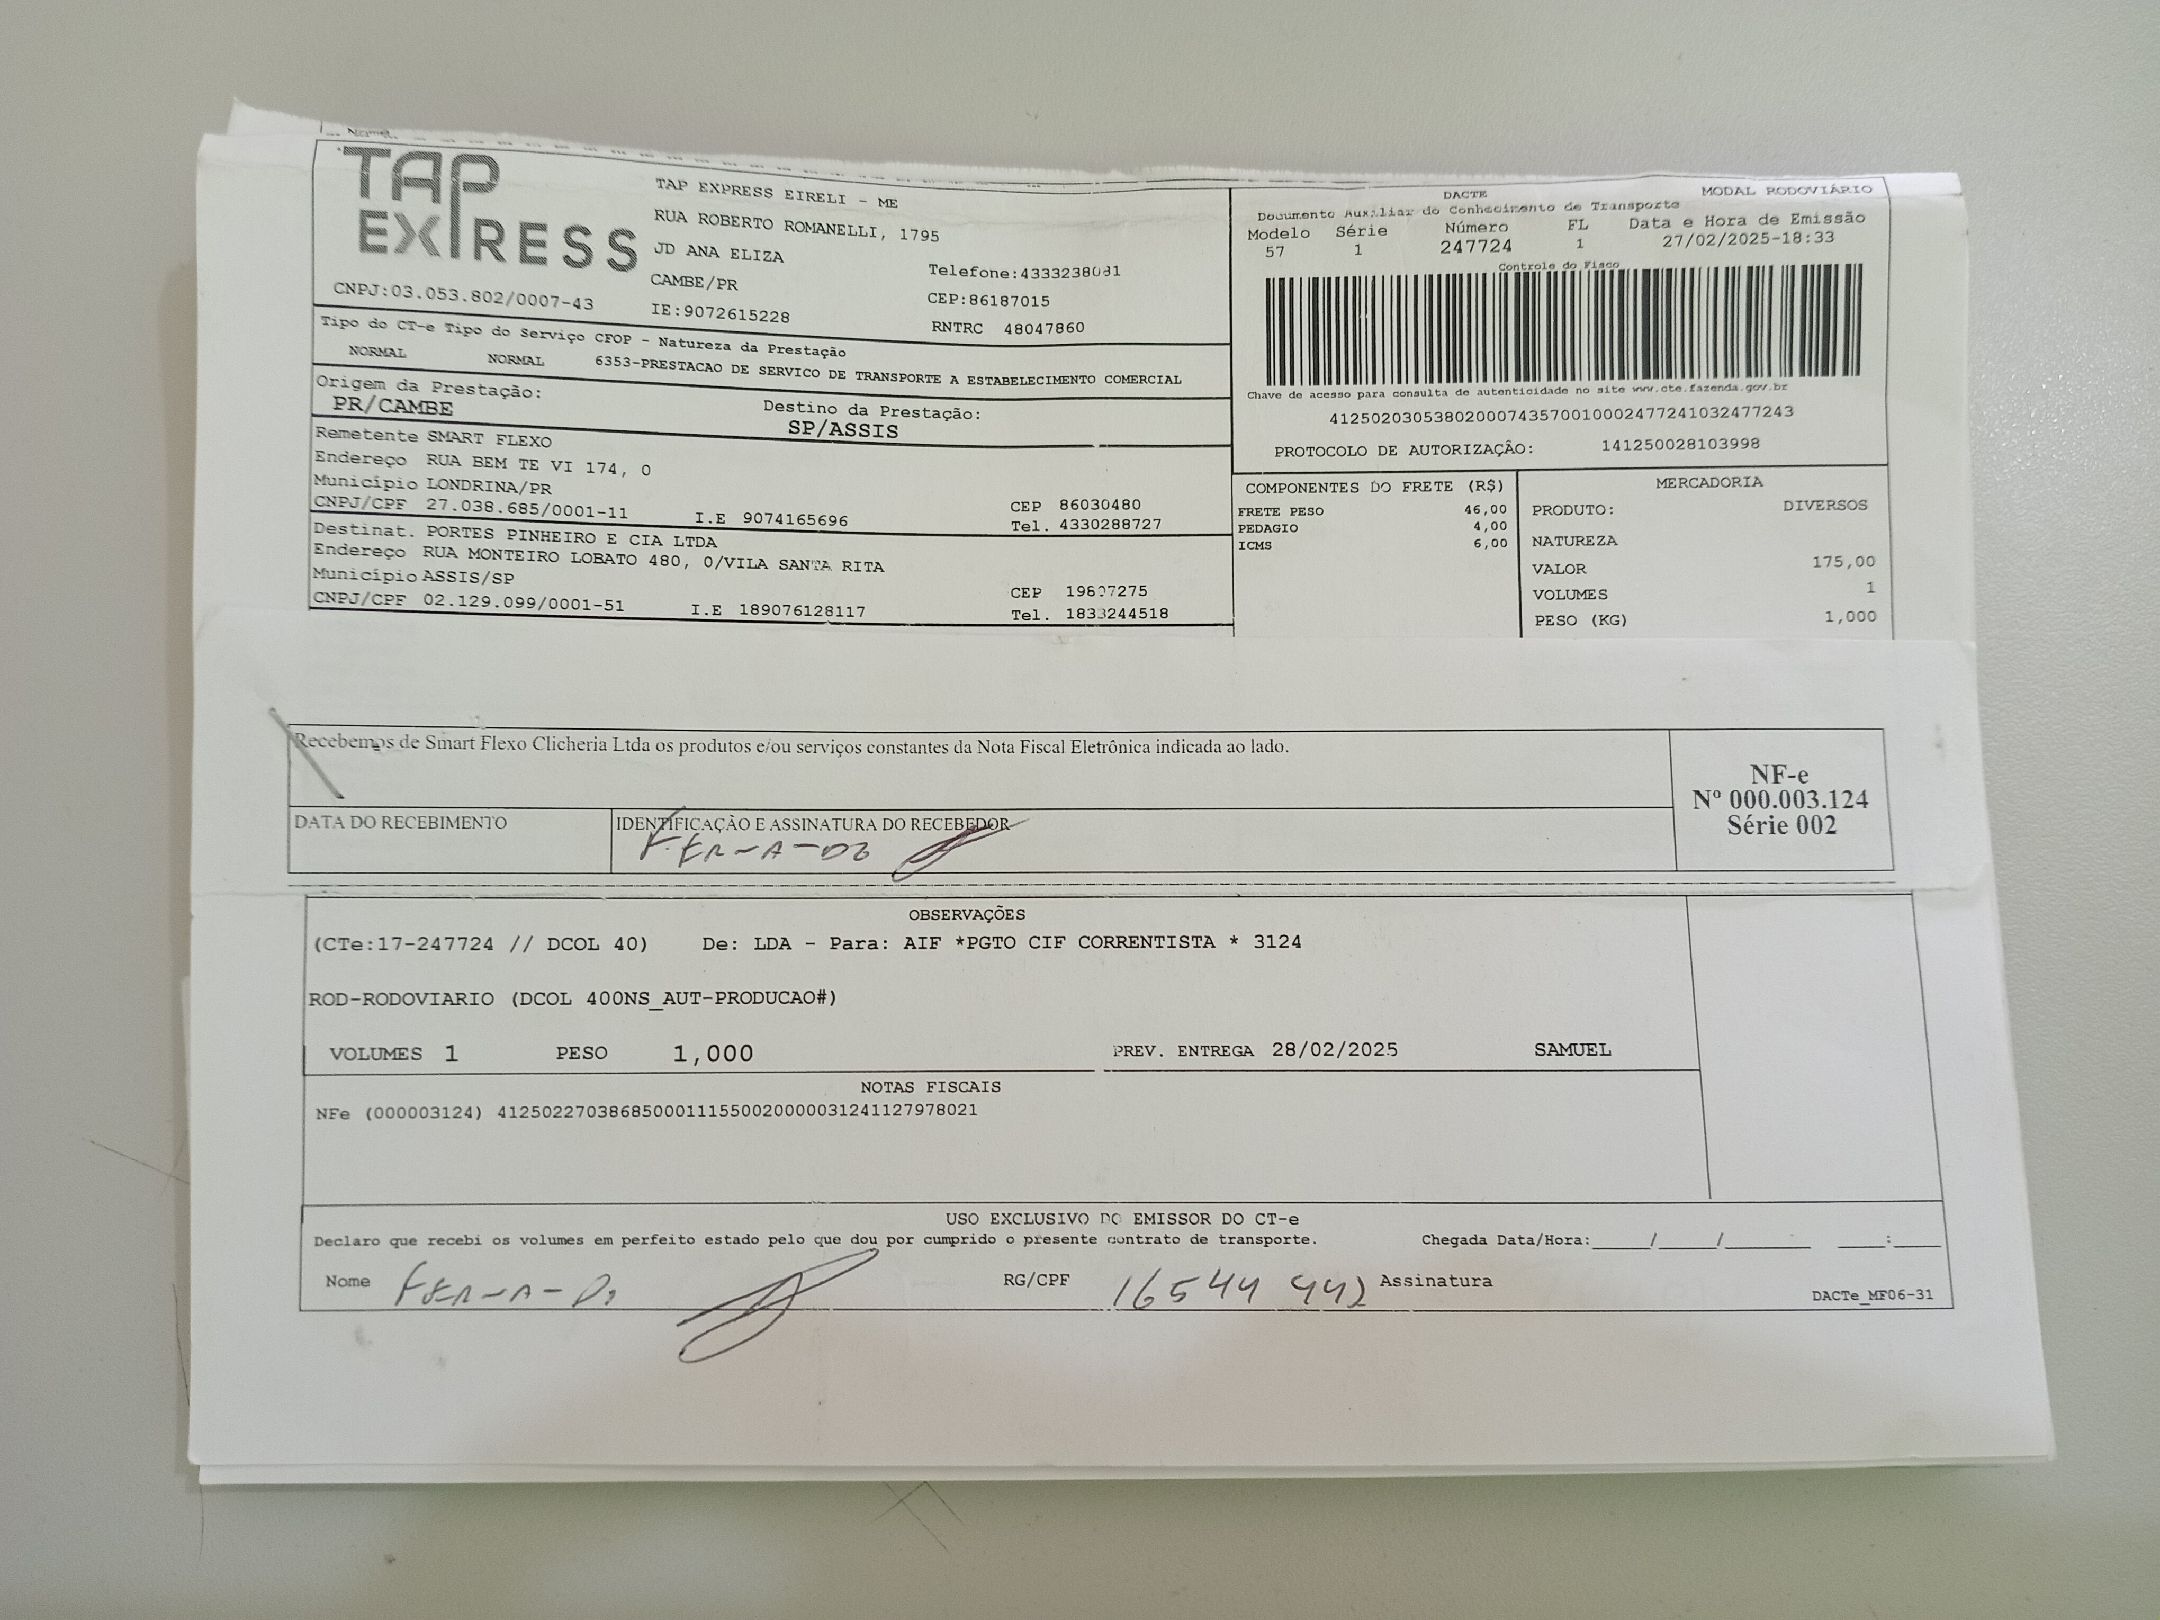 TAP
EXPRESS
TAP EXPRESS EIRELI - ME
RUA ROBERTO ROMANELLI, 1795
JD ANA ELIZA
CAMBE/PR
Telefone:4333238081
CEP:86187015
CNPJ:03.053.802/0007-43
IE:9072615228
RNTRC 48047860
DACTE
MODAL RODOVIÁRIO
Documento Auxiliar do Conhecimento de Transporte
Modelo Série Número FL Data e Hora de Emissão
57 1 247724 1 27/02/2025-18:33
Controle do Fisco
Chave de acesso para consulta de autenticidade no site www.cte.fazenda.gov.br
41250203053802000743570010002477241032477243
PROTOCOLO DE AUTORIZAÇÃO: 141250028103998
Tipo do CT-e Tipo do Serviço CFOP - Natureza da Prestação
NORMAL NORMAL 6353-PRESTACAO DE SERVICO DE TRANSPORTE A ESTABELECIMENTO COMERCIAL
Origem da Prestação:
PR/CAMBE
Destino da Prestação:
SP/ASSIS
Remetente SMART FLEXO
Endereço RUA BEM TE VI 174, 0
Município LONDRINA/PR
CEP 86030480
CNPJ/CPF 27.038.685/0001-11 I.E 9074165696 Tel. 4330288727
Destinat. PORTES PINHEIRO E CIA LTDA
Endereço RUA MONTEIRO LOBATO 480, 0/VILA SANTA RITA
Município ASSIS/SP
CEP 19807275
CNPJ/CPF 02.129.099/0001-51 I.E 189076128117 Tel. 1833244518
COMPONENTES DO FRETE (R$)
FRETE PESO 46,00
PEDAGIO 4,00
ICMS 6,00
MERCADORIA
PRODUTO: DIVERSOS
NATUREZA
VALOR 175,00
VOLUMES 1
PESO (KG) 1,000
Recebemos de Smart Flexo Clicheria Ltda os produtos e/ou serviços constantes da Nota Fiscal Eletrônica indicada ao lado.
NF-e
Nº 000.003.124
Série 002
DATA DO RECEBIMENTO
IDENTIFICAÇÃO E ASSINATURA DO RECEBEDOR
OBSERVAÇÕES
(CTe:17-247724 // DCOL 40) De: LDA - Para: AIF *PGTO CIF CORRENTISTA * 3124
ROD-RODOVIARIO (DCOL 400NS_AUT-PRODUCAO#)
VOLUMES 1 PESO 1,000 PREV. ENTREGA 28/02/2025 SAMUEL
NOTAS FISCAIS
NFe (000003124) 41250227038685000111550020000031241127978021
USO EXCLUSIVO DO EMISSOR DO CT-e
Declaro que recebi os volumes em perfeito estado pelo que dou por cumprido o presente contrato de transporte. Chegada Data/Hora:_____/_____/_______ ____:____
Nome RG/CPF 16544 442 Assinatura
DACTe_MF06-31